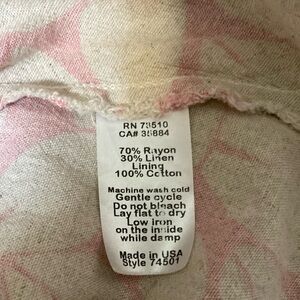 RN 73510
CA# 35884
70% Rayon
30% Linen
Lining
100% Cotton
Machine wash cold
Gentle cycle
Do not bleach
Lay flat to dry
Low iron
on the inside
while damp
Made in USA
Style 74501